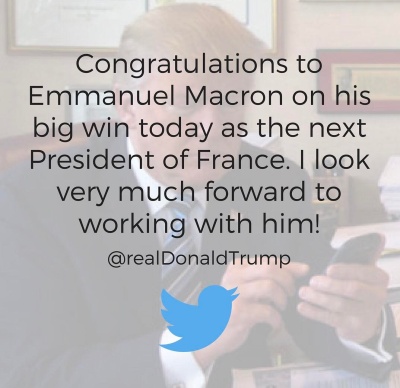 Congratulations to
Emmanuel Macron on his
big win today as the next
President of France. I look
very much forward to
working with him!
@realDonaldTrump